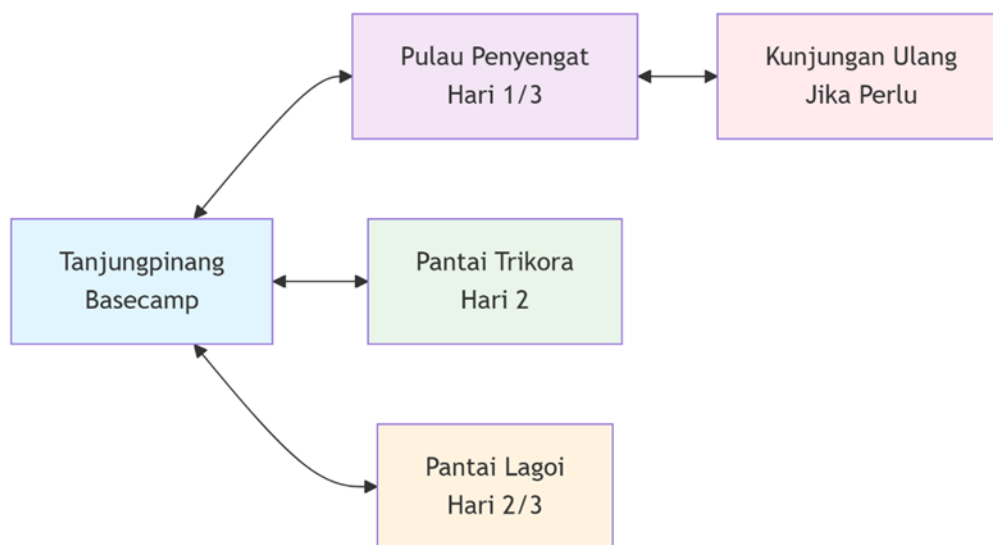 Pulau Penyengat
Hari 1/3
Kunjungan Ulang
Jika Perlu
Tanjungpinang
Basecamp
Pantai Trikora
Hari 2
Pantai Lagoi
Hari 2/3